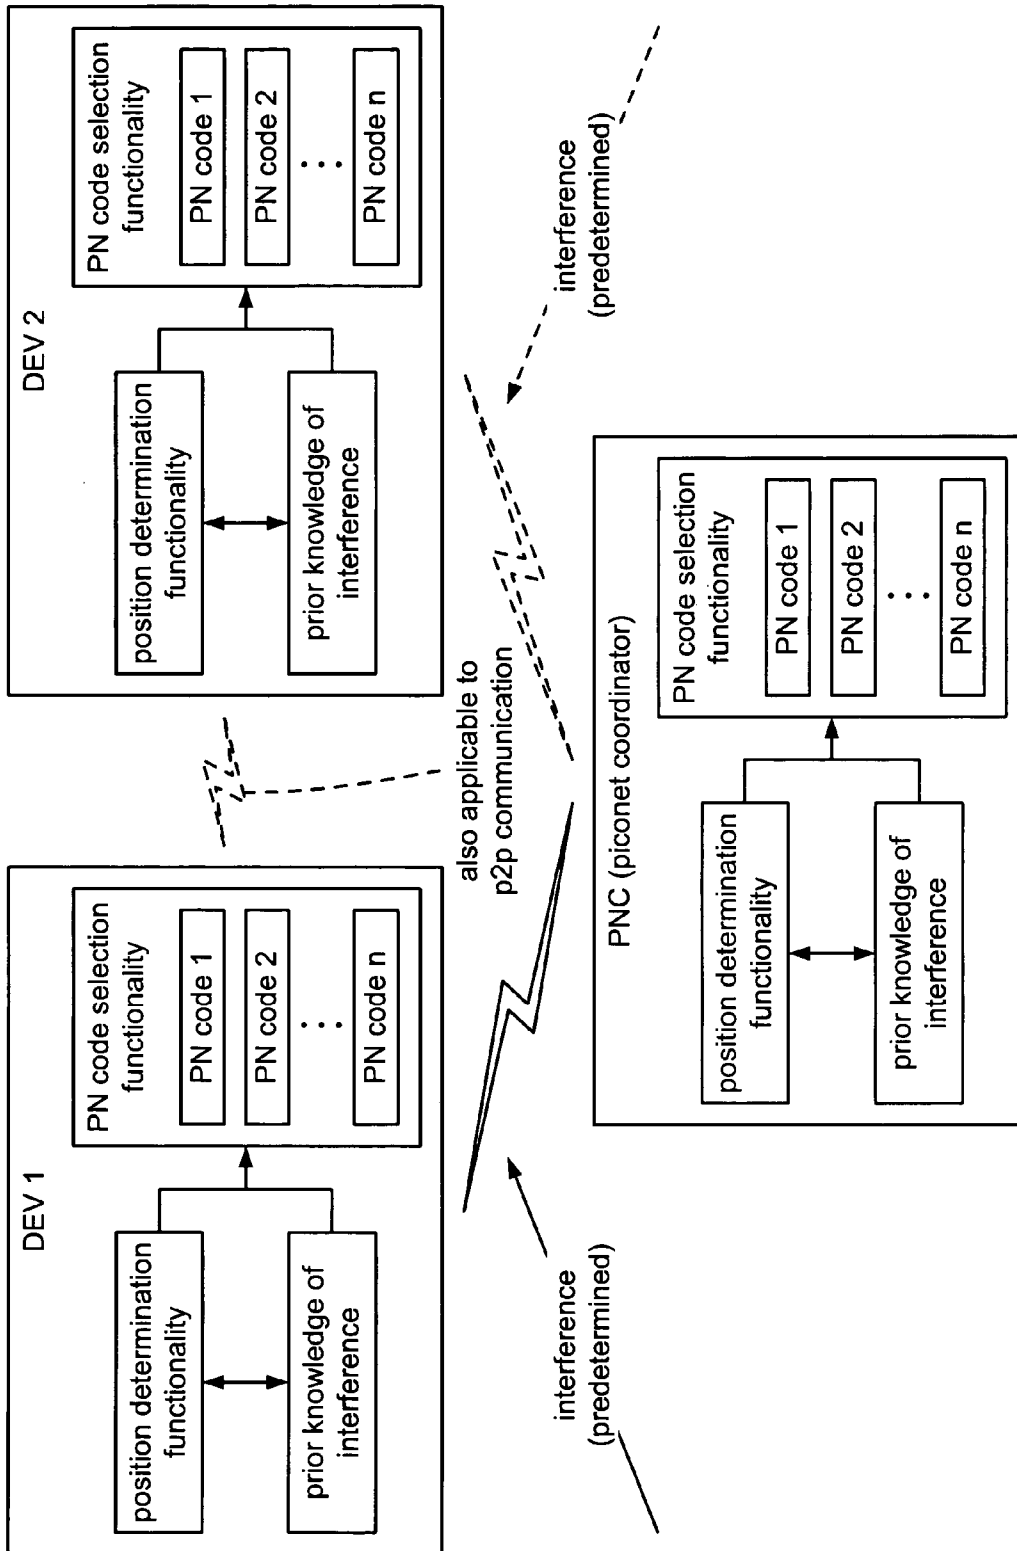 DEV 1
position determination
functionality
prior knowledge of
interference
PN code selection
functionality
PN code 1
PN code 2
...
PN code n
DEV 2
position determination
functionality
prior knowledge of
interference
PN code selection
functionality
PN code 1
PN code 2
...
PN code n
also applicable to
p2p communication
interference
(predetermined)
interference
(predetermined)
PNC (piconet coordinator)
position determination
functionality
prior knowledge of
interference
PN code selection
functionality
PN code 1
PN code 2
...
PN code n